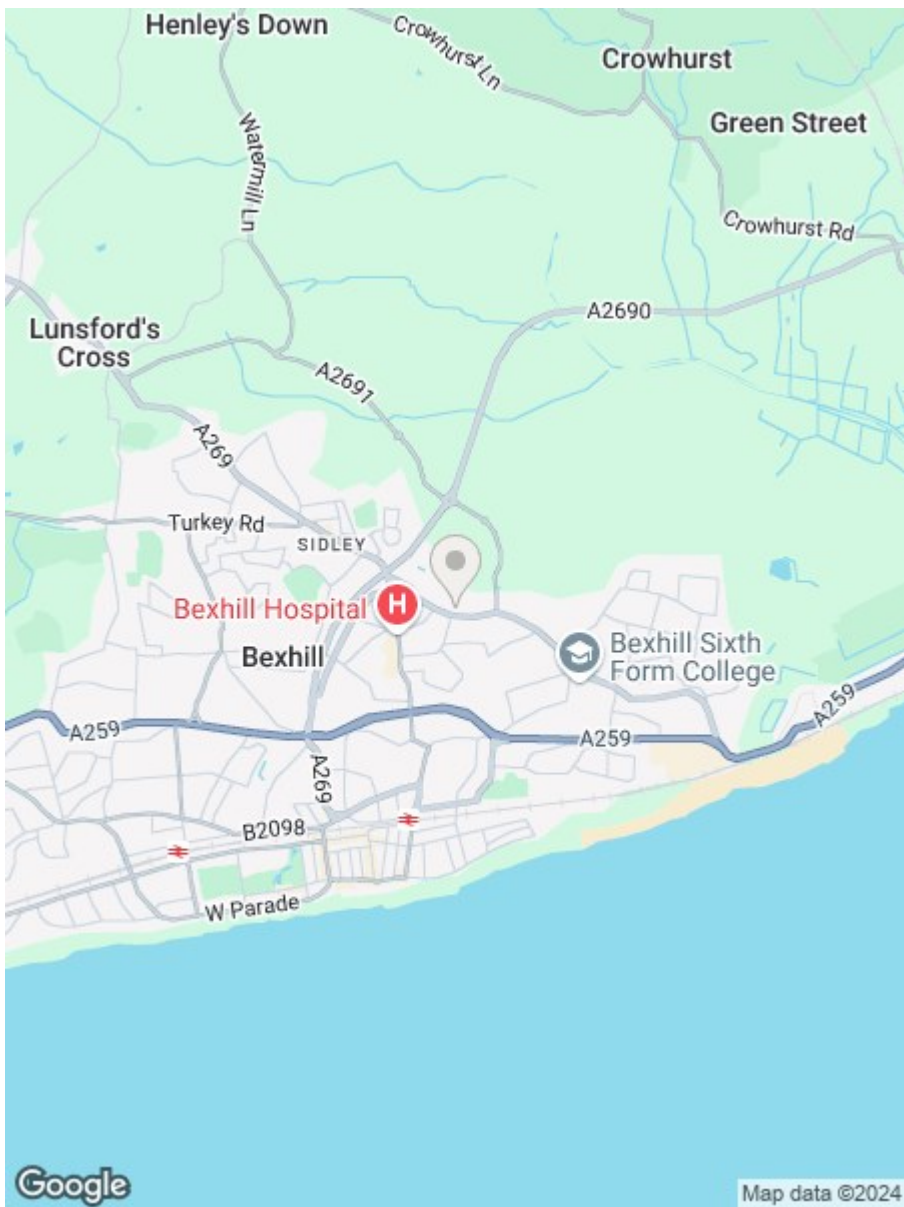 Henley's Down
Crowhurst Ln
Crowhurst
Green Street
Watermill Ln
Crowhurst Rd
A2690
Lunsford's
Cross
A2691
A269
Turkey Rd
SIDLEY
Bexhill Hospital
H
Bexhill
Bexhill Sixth
Form College
A259
A259
A259
A269
B2098
W Parade
Google
Map data ©2024